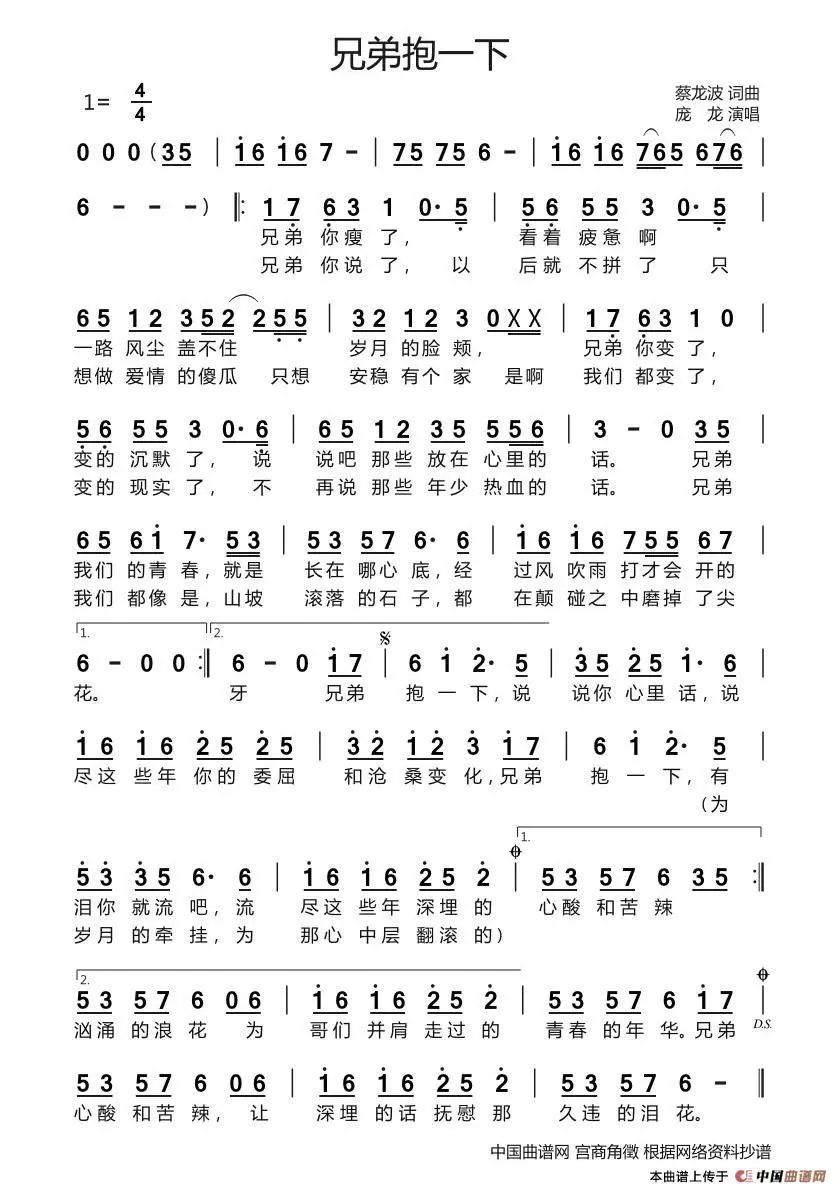 兄弟抱一下
1= 4/4
蔡龙波 词曲
庞 龙 演唱
0 0 0 ( 3 5 | i 6 i 6 7 - | 7 5 7 5 6 - | i 6 i 6 7 6 5 6 7 6 |
6 - - - ) ‖: 1 7 6 3 1 0· 5 | 5 6 5 5 3 0· 5 |
兄弟 你瘦 了， 看着 疲惫 啊
兄弟 你说 了， 以 后就 不拼 了 只
6 5 1 2 3 5 2 2 5 5 | 3 2 1 2 3 0 X X | 1 7 6 3 1 0 |
一路 风尘 盖不住 岁月 的脸 颊， 兄弟 你变 了，
想做 爱情 的傻瓜 只想 安稳 有个 家 是啊 我们 都变 了，
5 6 5 5 3 0· 6 | 6 5 1 2 3 5 5 5 6 | 3 - 0 3 5 |
变的 沉默 了， 说 说吧 那些 放在 心里的 话。 兄弟
变的 现实 了， 不 再说 那些 年少 热血的 话。 兄弟
6 5 6 i 7· 5 3 | 5 3 5 7 6· 6 | i 6 i 6 7 5 5 6 7 |
我们 的青 春，就是 长在 哪心 底，经 过风 吹雨 打才会 开的
我们 都像 是，山坡 滚落 的石 子，都 在颠 碰之 中磨掉 了尖
1. 2. 𝄋
6 - 0 0 :‖ 6 - 0 i 7 | 6 i 2· 5 | 3 5 2 5 i· 6 |
花。 牙 兄弟 抱 一 下，说 说你 心里 话，说
i 6 i 6 2 5 2 5 | 3 2 i 2 3 i 7 | 6 i 2· 5 |
尽这 些年 你的 委屈 和沧 桑变 化，兄弟 抱 一 下，有
（为
𝄌 1.
5 3 3 5 6· 6 | i 6 i 6 2 5 2 | 5 3 5 7 6 3 5 :‖
泪你 就流 吧，流 尽这 些年 深埋 的 心酸 和苦 辣
岁月 的牵 挂，为 那心 中层 翻滚 的）
2. 𝄌
5 3 5 7 6 0 6 | i 6 i 6 2 5 2 | 5 3 5 7 6 i 7 |
汹涌 的浪 花 为 哥们 并肩 走过 的 青春 的年 华。兄弟 D.S.
5 3 5 7 6 0 6 | i 6 i 6 2 5 2 | 5 3 5 7 6 - ‖
心酸 和苦 辣，让 深埋 的话 抚慰 那 久违 的泪 花。
中国曲谱网 宫商角徵 根据网络资料抄谱
本曲谱上传于 中国曲谱网